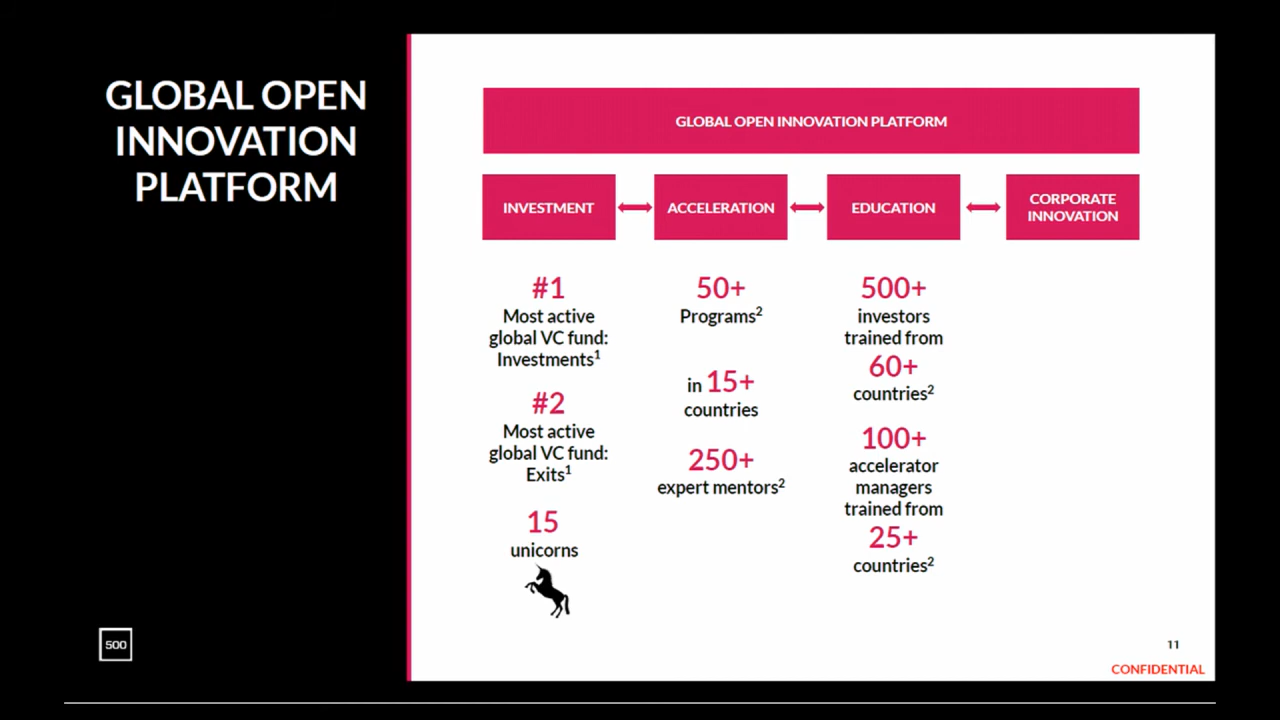 GLOBAL OPEN
INNOVATION
PLATFORM
GLOBAL OPEN INNOVATION PLATFORM
INVESTMENT
ACCELERATION
EDUCATION
CORPORATE
INNOVATION
#1
Most active
global VC fund:
Investments¹
#2
Most active
global VC fund:
Exits¹
15
unicorns
50+
Programs²
in 15+
countries
250+
expert mentors²
500+
investors
trained from
60+
countries²
100+
accelerator
managers
trained from
25+
countries²
500
11
CONFIDENTIAL